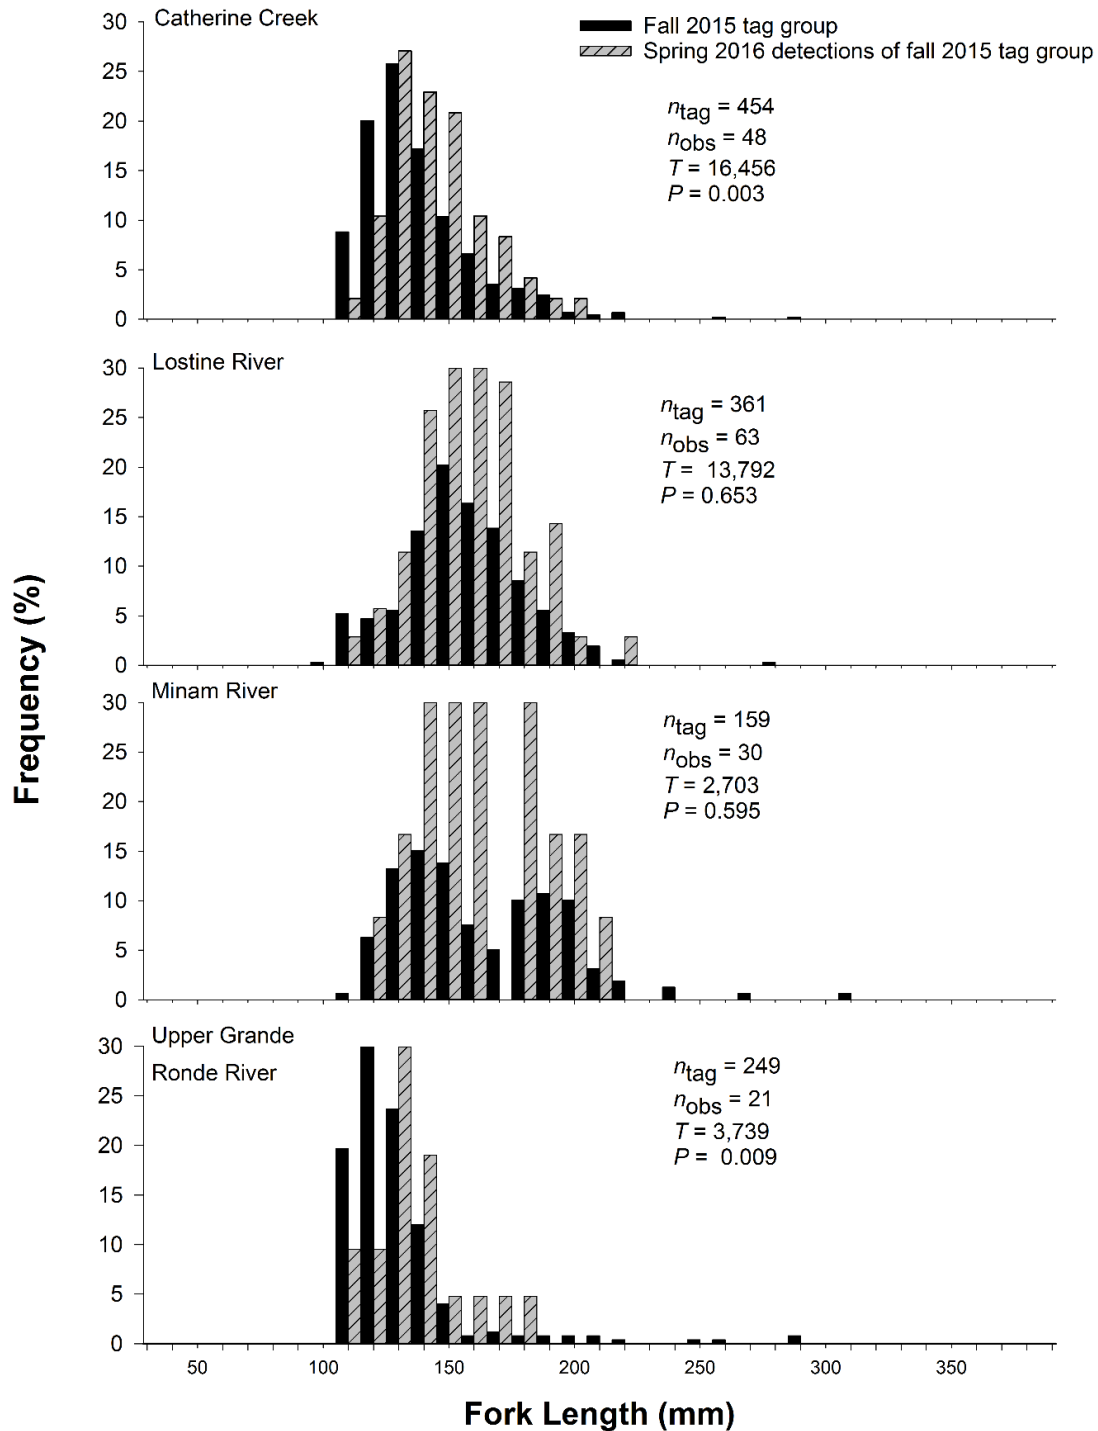 Catherine Creek
Fall 2015 tag group
Spring 2016 detections of fall 2015 tag group
30
25
20
15
10
5
0
ntag = 454
nobs = 48
T = 16,456
P = 0.003
Lostine River
30
25
20
15
10
5
0
ntag = 361
nobs = 63
T = 13,792
P = 0.653
Minam River
30
25
20
15
10
5
0
ntag = 159
nobs = 30
T = 2,703
P = 0.595
Upper Grande
Ronde River
30
25
20
15
10
5
0
ntag = 249
nobs = 21
T = 3,739
P = 0.009
50 100 150 200 250 300 350
Frequency (%)
Fork Length (mm)